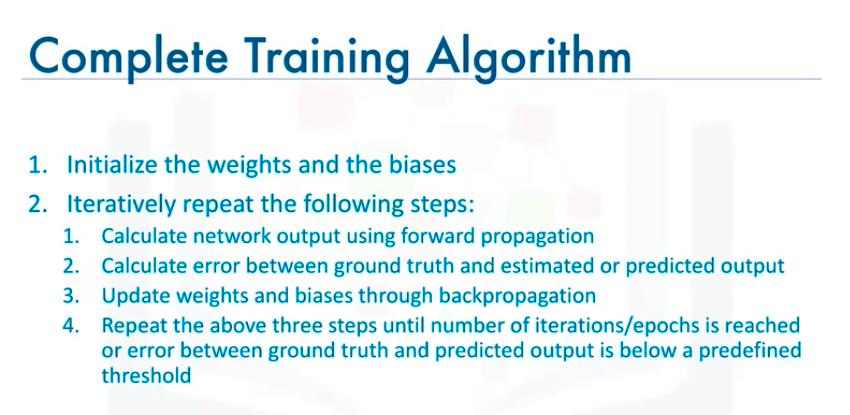 Complete Training Algorithm
1. Initialize the weights and the biases
2. Iteratively repeat the following steps:
1. Calculate network output using forward propagation
2. Calculate error between ground truth and estimated or predicted output
3. Update weights and biases through backpropagation
4. Repeat the above three steps until number of iterations/epochs is reached
or error between ground truth and predicted output is below a predefined
threshold